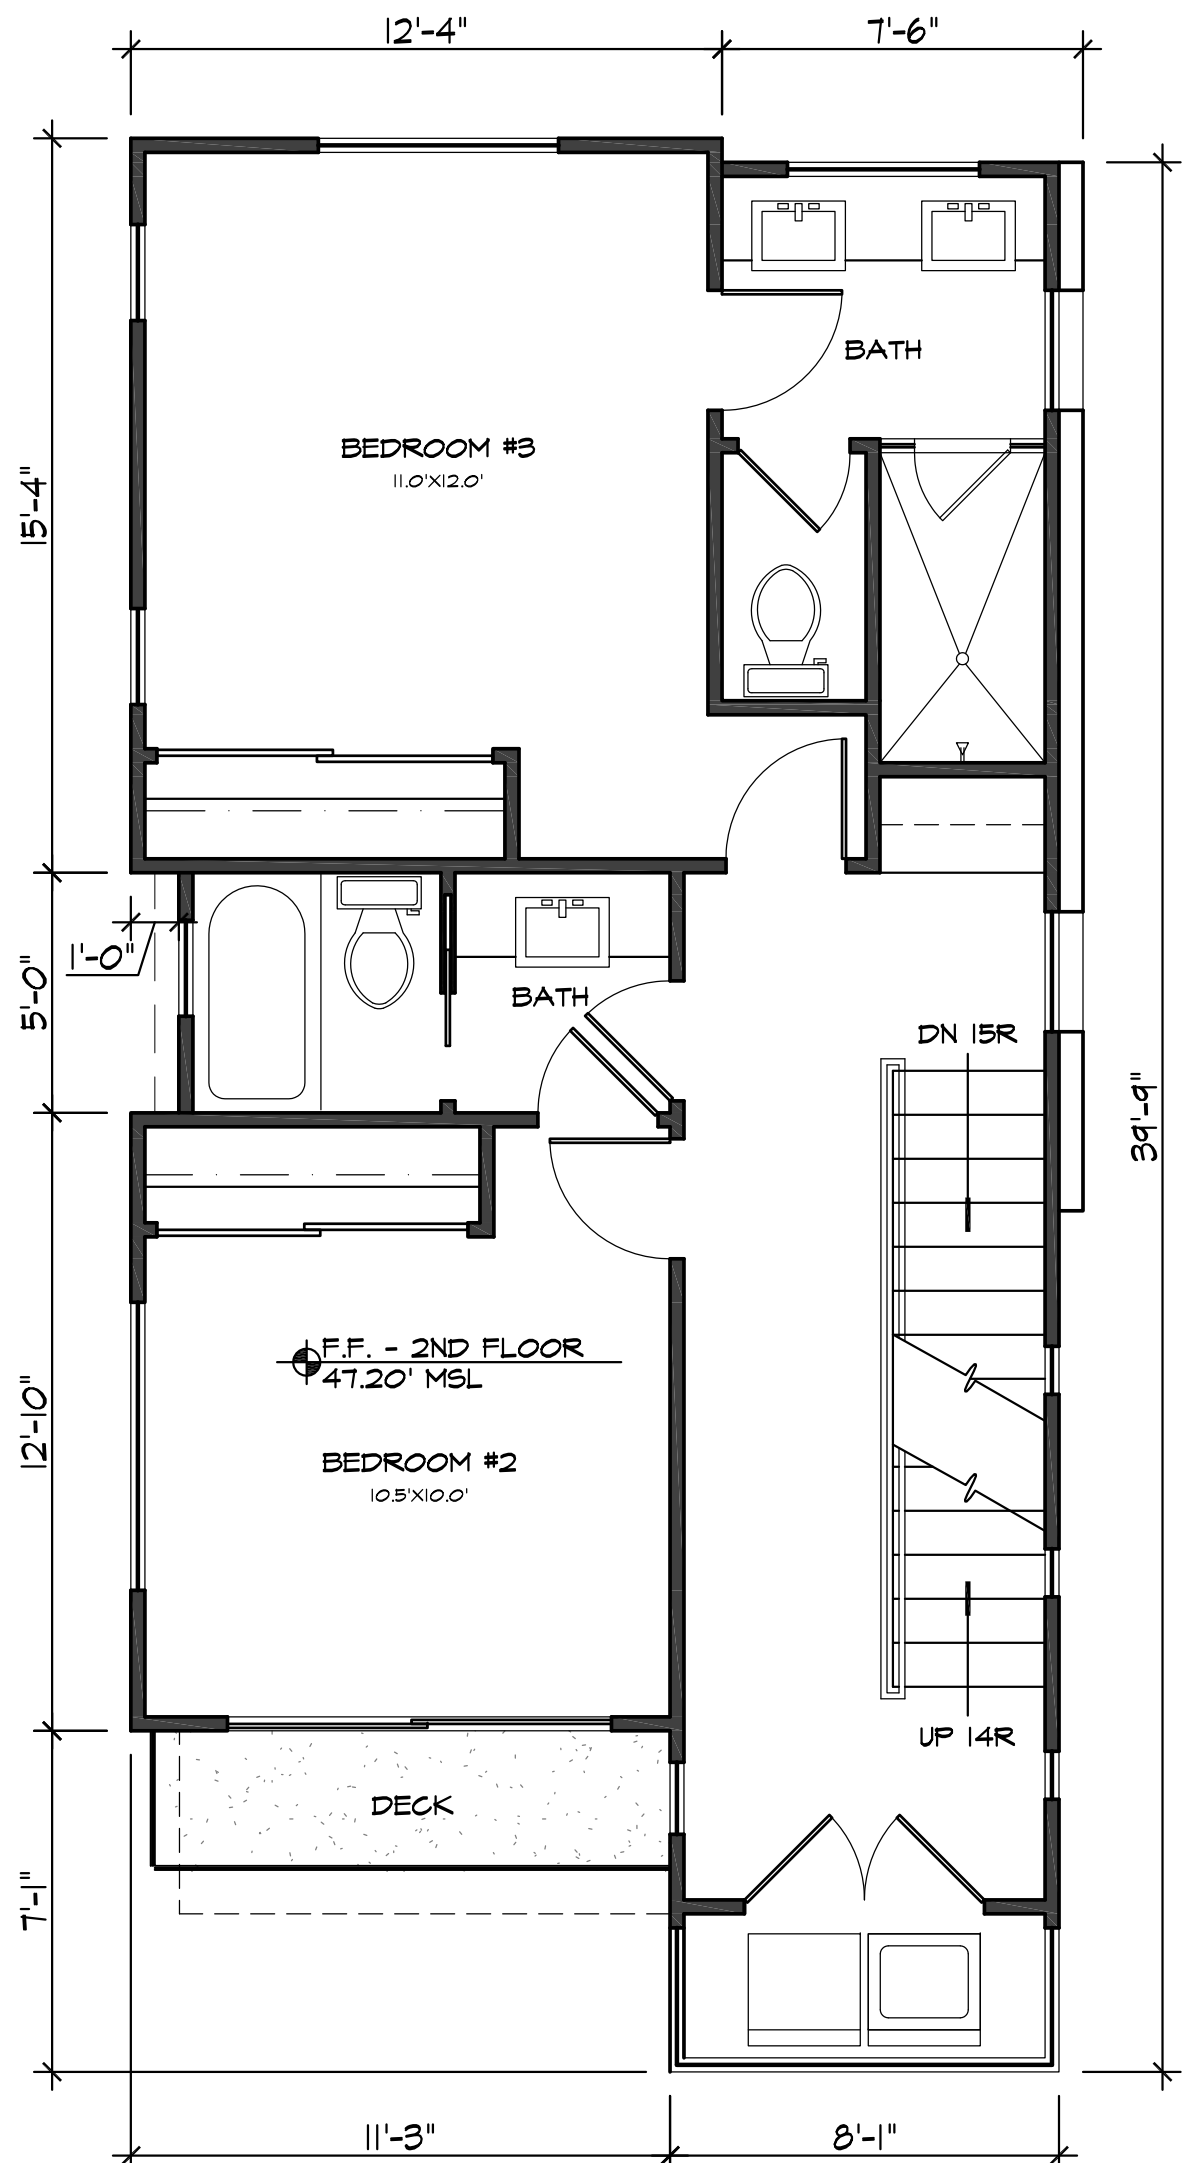 12'-4"
7'-6"
BATH
BEDROOM #3
11.0'X12.0'
15'-4"
1'-0"
5'-0"
BATH
DN 15R
39'-9"
F.F. - 2ND FLOOR
47.20' MSL
12'-10"
BEDROOM #2
10.5'X10.0'
UP 14R
DECK
7'-1"
11'-3"
8'-1"